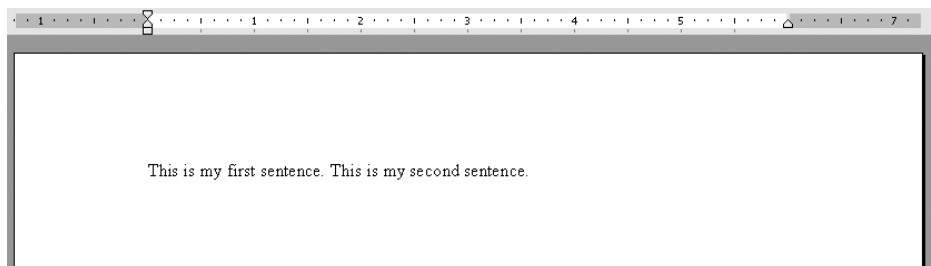 1 1 2 3 4 5 7
This is my first sentence. This is my second sentence.